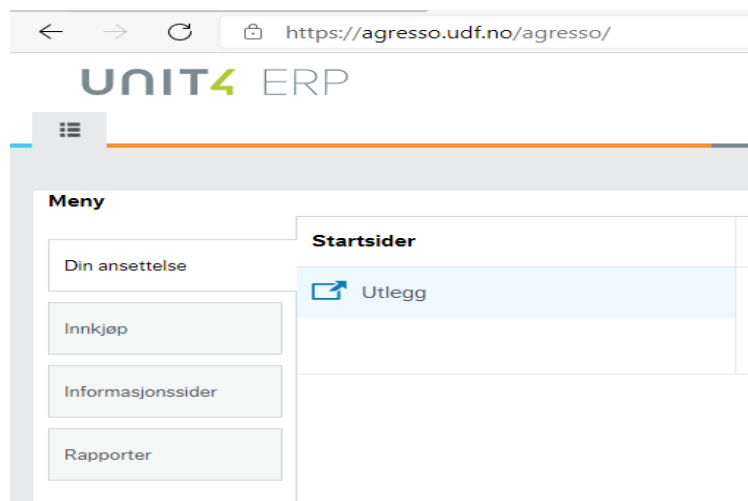 https://agresso.udf.no/agresso/
UNIT4 ERP
Meny
Din ansettelse
Innkjøp
Informasjonssider
Rapporter
Startsider
Utlegg